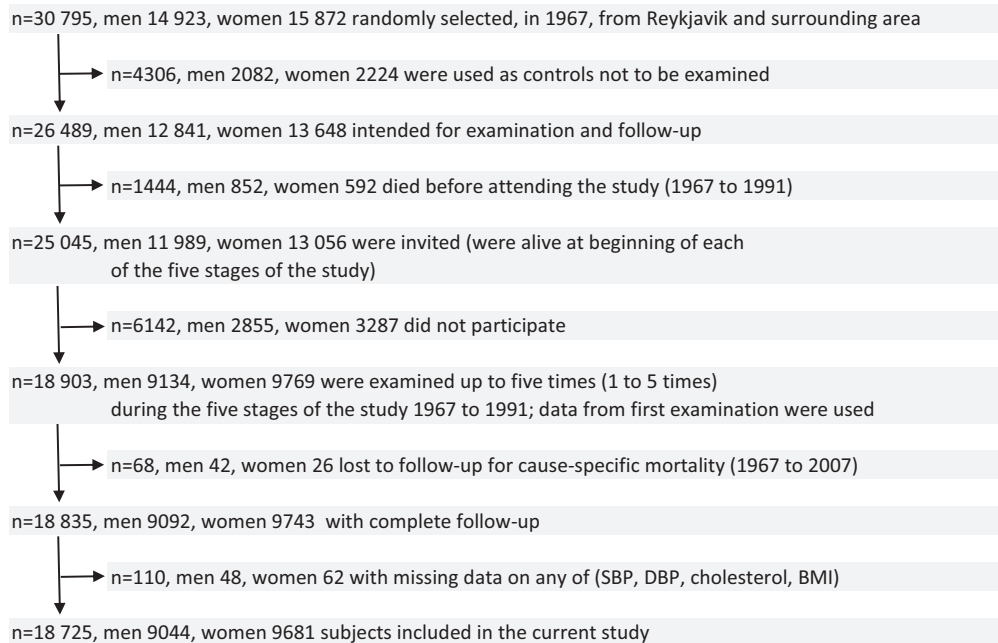 n=30 795, men 14 923, women 15 872 randomly selected, in 1967, from Reykjavik and surrounding area
n=4306, men 2082, women 2224 were used as controls not to be examined
n=26 489, men 12 841, women 13 648 intended for examination and follow-up
n=1444, men 852, women 592 died before attending the study (1967 to 1991)
n=25 045, men 11 989, women 13 056 were invited (were alive at beginning of each
of the five stages of the study)
n=6142, men 2855, women 3287 did not participate
n=18 903, men 9134, women 9769 were examined up to five times (1 to 5 times)
during the five stages of the study 1967 to 1991; data from first examination were used
n=68, men 42, women 26 lost to follow-up for cause-specific mortality (1967 to 2007)
n=18 835, men 9092, women 9743 with complete follow-up
n=110, men 48, women 62 with missing data on any of (SBP, DBP, cholesterol, BMI)
n=18 725, men 9044, women 9681 subjects included in the current study